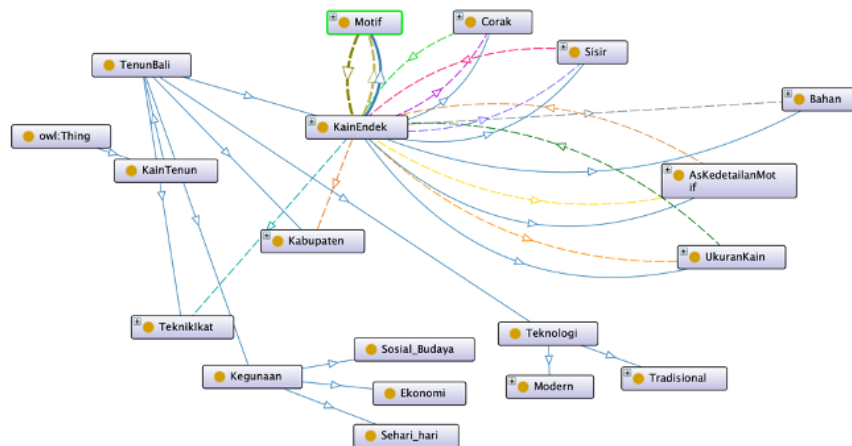 Motif
Corak
Sisir
TenunBali
Bahan
KainEndek
owl:Thing
KainTenun
AsKedetailanMot
if
Kabupaten
UkuranKain
TeknikIkat
Teknologi
Sosial_Budaya
Kegunaan
Tradisional
Modern
Ekonomi
Sehari_hari